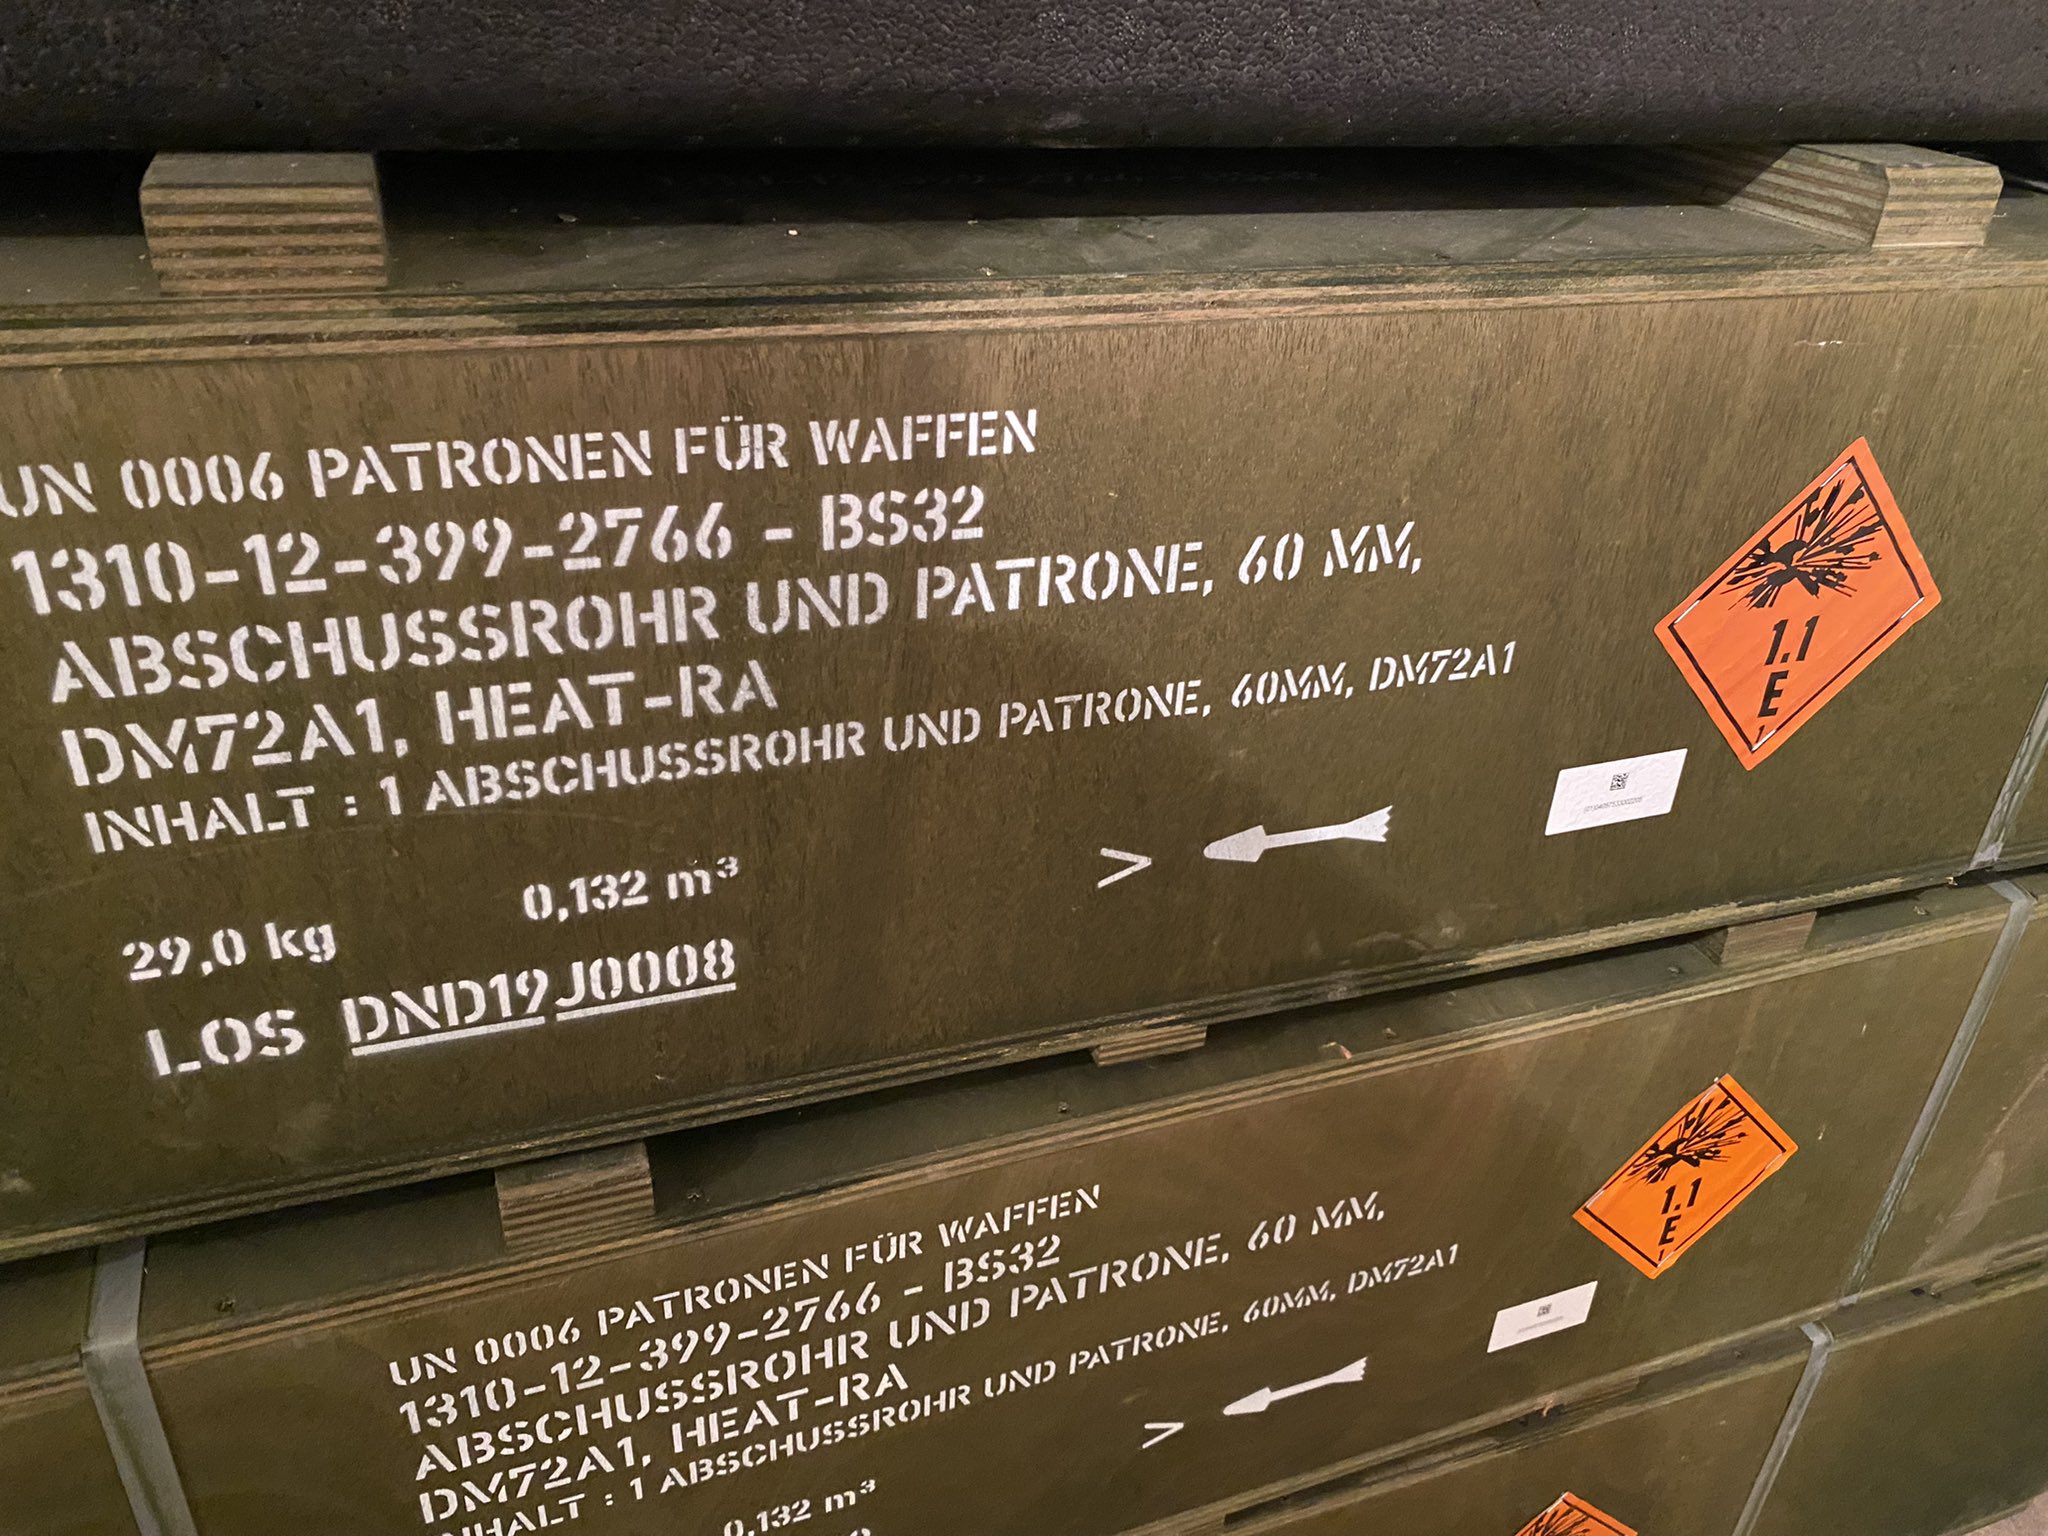 UN 0006 PATRONEN FÜR WAFFEN
1310-12-399-2766 - BS32
ABSCHUSSROHR UND PATRONE, 60 MM,
DM72A1, HEAT-RA
INHALT : 1 ABSCHUSSROHR UND PATRONE, 60MM, DM72A1
29,0 kg 0,132 m³
LOS DND19J0008
>
1.1
E
1
UN 0006 PATRONEN FÜR WAFFEN
1310-12-399-2766 - BS32
ABSCHUSSROHR UND PATRONE, 60 MM,
DM72A1, HEAT-RA
INHALT : 1 ABSCHUSSROHR UND PATRONE, 60MM, DM72A1
0,132 m³
>
1.1
E
1